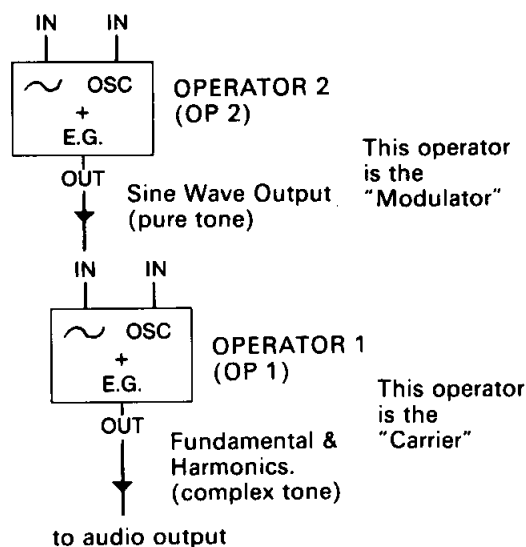 IN IN
OSC
+
E.G.
OPERATOR 2
(OP 2)
This operator
is the
"Modulator"
OUT
Sine Wave Output
(pure tone)
IN IN
OSC
+
E.G.
OPERATOR 1
(OP 1)
This operator
is the
"Carrier"
OUT
Fundamental &
Harmonics.
(complex tone)
to audio output